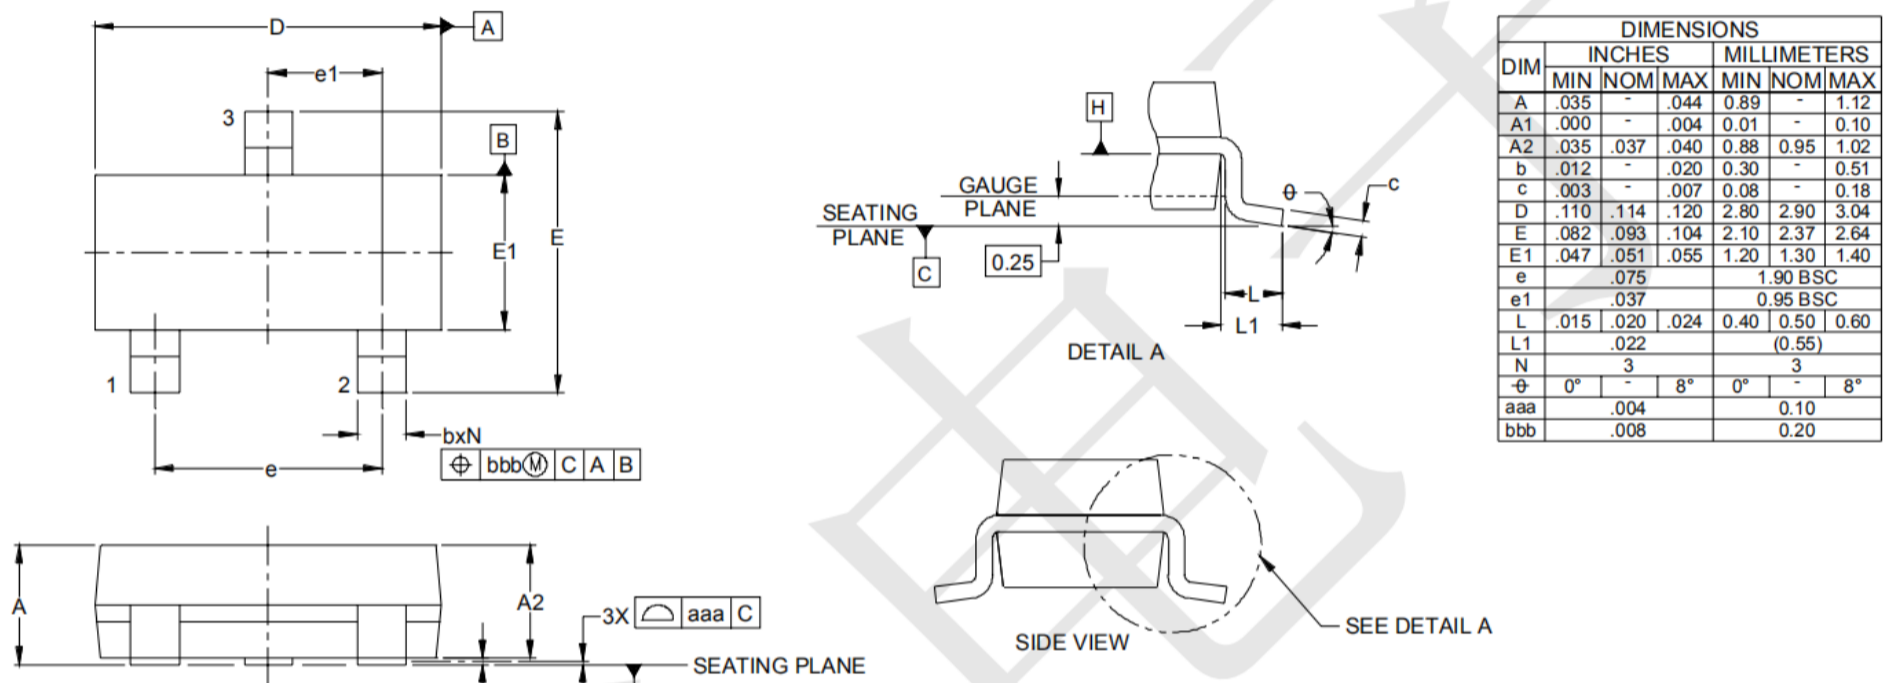 D
A
e1
3
B
E1
E
1
2
bxN
bbb Ⓜ C A B
e
A
A2
3X aaa C
SEATING PLANE
H
GAUGE
PLANE
SEATING
PLANE
C
0.25
θ
c
L
L1
DETAIL A
SIDE VIEW
SEE DETAIL A
DIMENSIONS
DIM INCHES MILLIMETERS
MIN NOM MAX MIN NOM MAX
A .035 - .044 0.89 - 1.12
A1 .000 - .004 0.01 - 0.10
A2 .035 .037 .040 0.88 0.95 1.02
b .012 - .020 0.30 - 0.51
c .003 - .007 0.08 - 0.18
D .110 .114 .120 2.80 2.90 3.04
E .082 .093 .104 2.10 2.37 2.64
E1 .047 .051 .055 1.20 1.30 1.40
e .075 1.90 BSC
e1 .037 0.95 BSC
L .015 .020 .024 0.40 0.50 0.60
L1 .022 (0.55)
N 3 3
θ 0° - 8° 0° - 8°
aaa .004 0.10
bbb .008 0.20